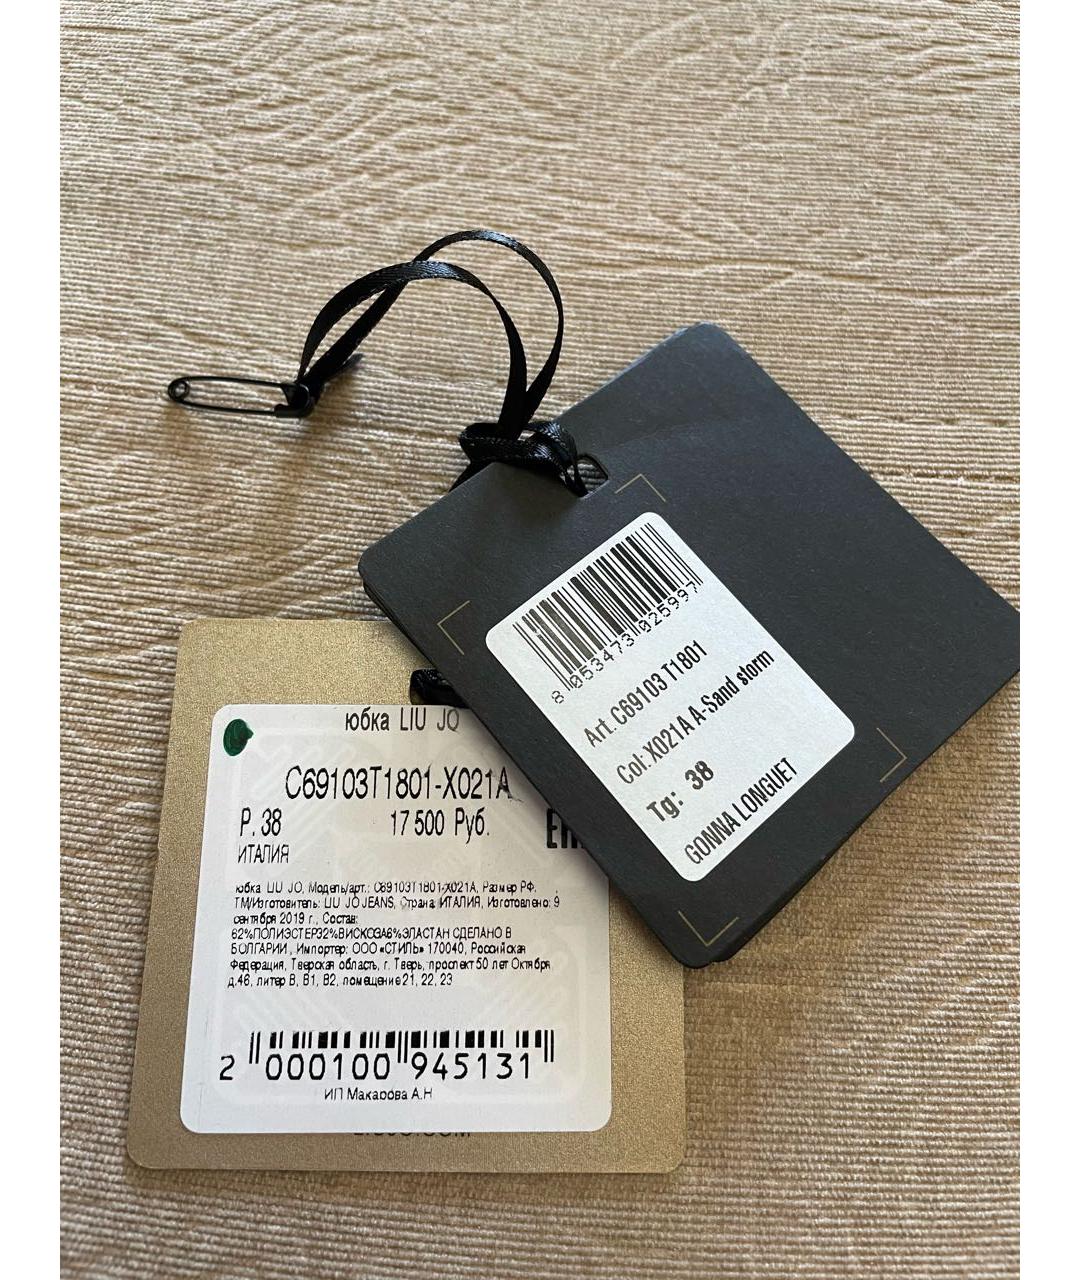 8 053473 025997
Art. C69103 T1801
Col: X021A A-Sand storm
Tg: 38
GONNA LONGUET
юбка LIU JO
C69103T1801-X021A
Р. 38 17 500 Руб.
ИТАЛИЯ
юбка LIU JO, Модель/арт.: C69103T1801-X021A, Размер РФ:
ТМ/Изготовитель: LIU JO JEANS, Страна: ИТАЛИЯ, Изготовлено: 9
сентября 2019 г., Состав:
62%ПОЛИЭСТЕР32%ВИСКОЗА6%ЭЛАСТАН СДЕЛАНО В
БОЛГАРИИ , Импортер: ООО «СТИЛЬ» 170040, Российская
Федерация, Тверская область, г. Тверь, проспект 50 лет Октября
д.46, литер В, В1, В2, помещение 21, 22, 23
2 000100 945131
ИП Макарова А.Н